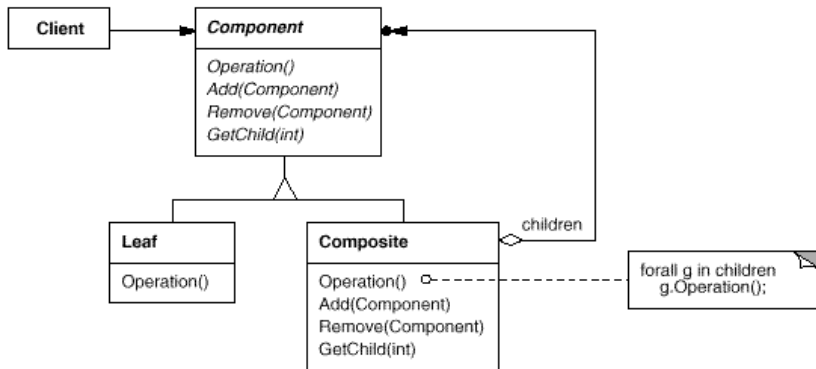 Client
Component
Operation()
Add(Component)
Remove(Component)
GetChild(int)
Leaf
Operation()
Composite
Operation()
Add(Component)
Remove(Component)
GetChild(int)
children
forall g in children
g.Operation();